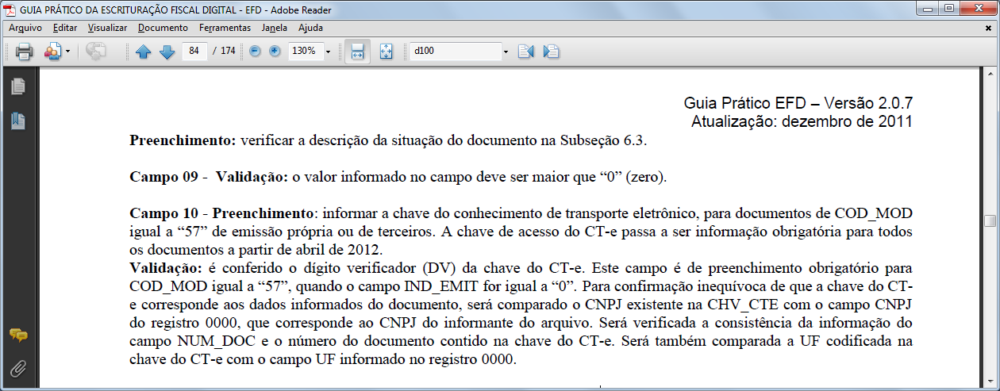 GUIA PRÁTICO DA ESCRITURAÇÃO FISCAL DIGITAL - EFD - Adobe Reader
Arquivo Editar Visualizar Documento Ferramentas Janela Ajuda
84 / 174 130% d100
Guia Prático EFD – Versão 2.0.7
Atualização: dezembro de 2011
Preenchimento: verificar a descrição da situação do documento na Subseção 6.3.
Campo 09 - Validação: o valor informado no campo deve ser maior que “0” (zero).
Campo 10 - Preenchimento: informar a chave do conhecimento de transporte eletrônico, para documentos de COD_MOD
igual a “57” de emissão própria ou de terceiros. A chave de acesso do CT-e passa a ser informação obrigatória para todos
os documentos a partir de abril de 2012.
Validação: é conferido o dígito verificador (DV) da chave do CT-e. Este campo é de preenchimento obrigatório para
COD_MOD igual a “57”, quando o campo IND_EMIT for igual a “0”. Para confirmação inequívoca de que a chave do CT-
e corresponde aos dados informados do documento, será comparado o CNPJ existente na CHV_CTE com o campo CNPJ
do registro 0000, que corresponde ao CNPJ do informante do arquivo. Será verificada a consistência da informação do
campo NUM_DOC e o número do documento contido na chave do CT-e. Será também comparada a UF codificada na
chave do CT-e com o campo UF informado no registro 0000.